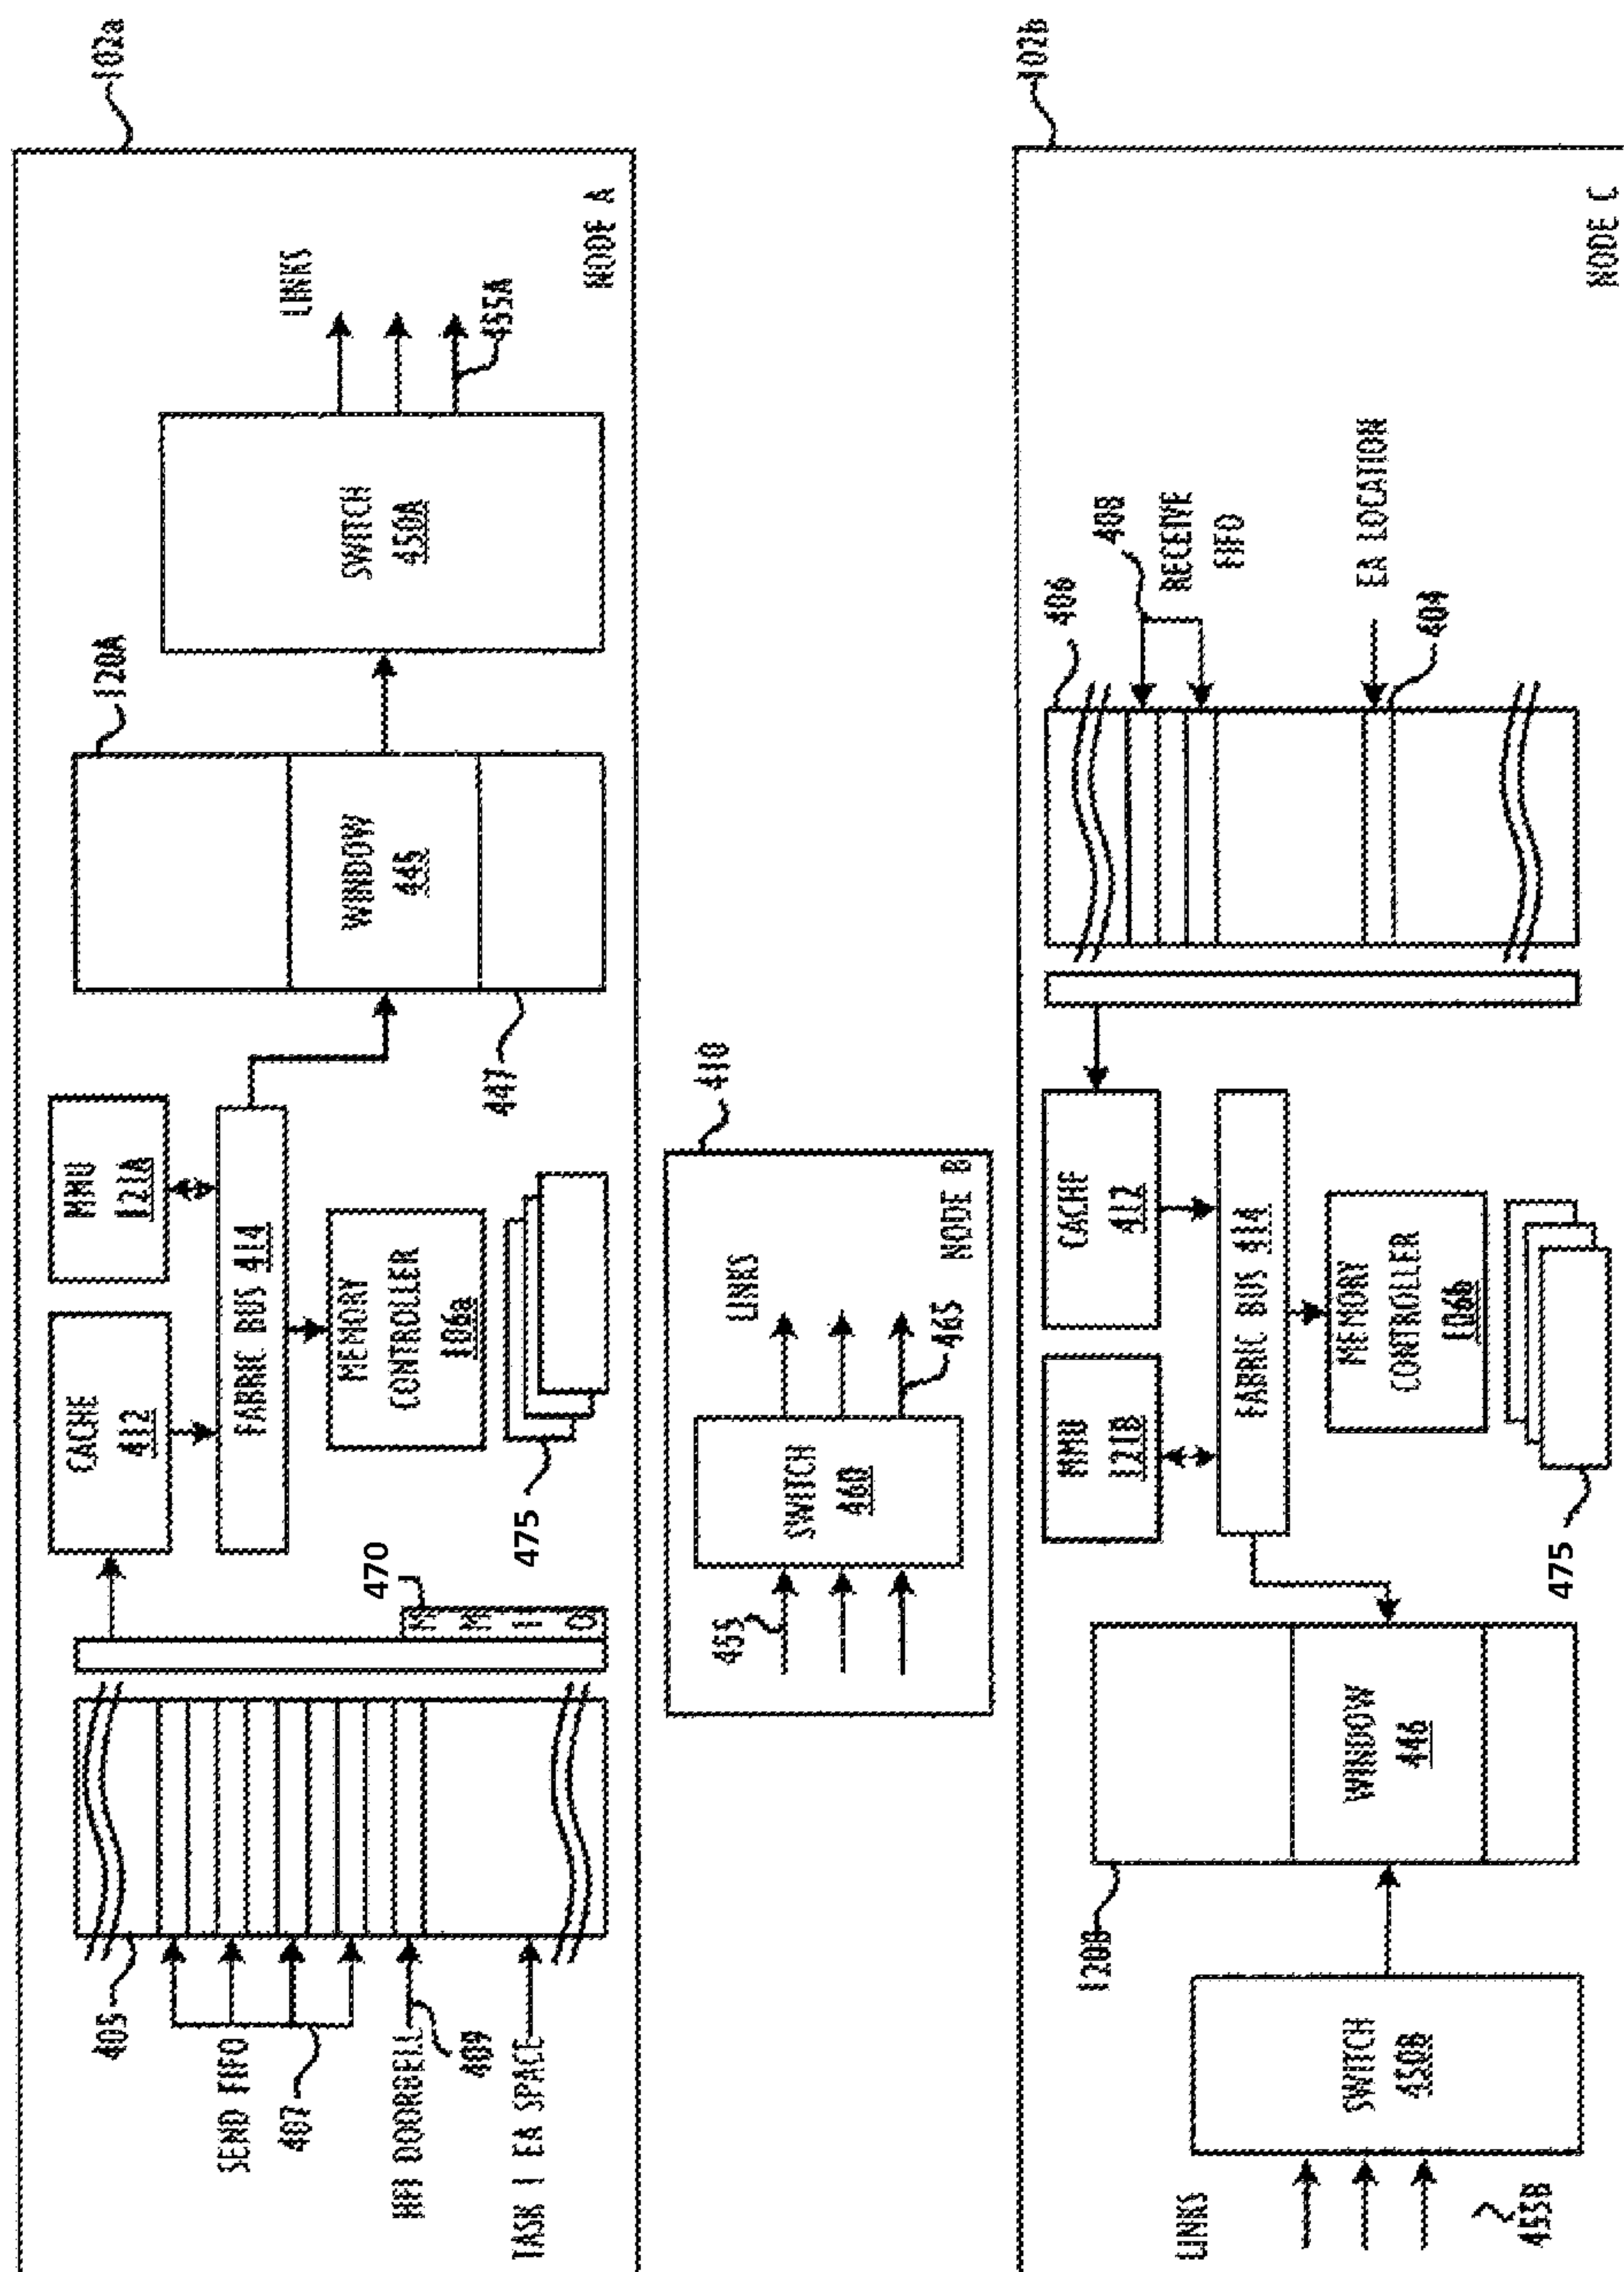 102a
NODE A
405
SEND FIFO
407
HFI DOORBELL
409
TASK 1 EA SPACE
470
M
M
I
O
CACHE
412
MMU
121A
FABRIC BUS 414
MEMORY
CONTROLLER
106a
475
120A
WINDOW
445
447
SWITCH
450A
LINKS
455A
410
455
SWITCH
460
LINKS
465
NODE B
102b
NODE C
LINKS
455B
SWITCH
450B
120B
WINDOW
446
MMU
121B
CACHE
412
FABRIC BUS 414
MEMORY
CONTROLLER
106b
475
406
408
RECEIVE
FIFO
EA LOCATION
404